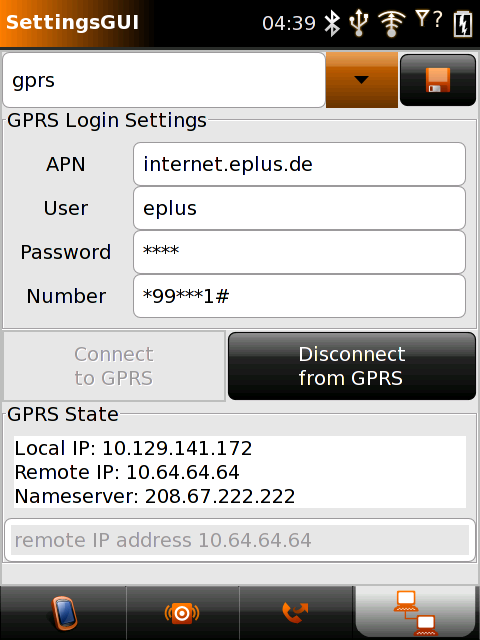 SettingsGUI 04:39 ?
gprs
GPRS Login Settings
APN internet.eplus.de
User eplus
Password ****
Number *99***1#
Connect Disconnect
to GPRS from GPRS
GPRS State
Local IP: 10.129.141.172
Remote IP: 10.64.64.64
Nameserver: 208.67.222.222
remote IP address 10.64.64.64